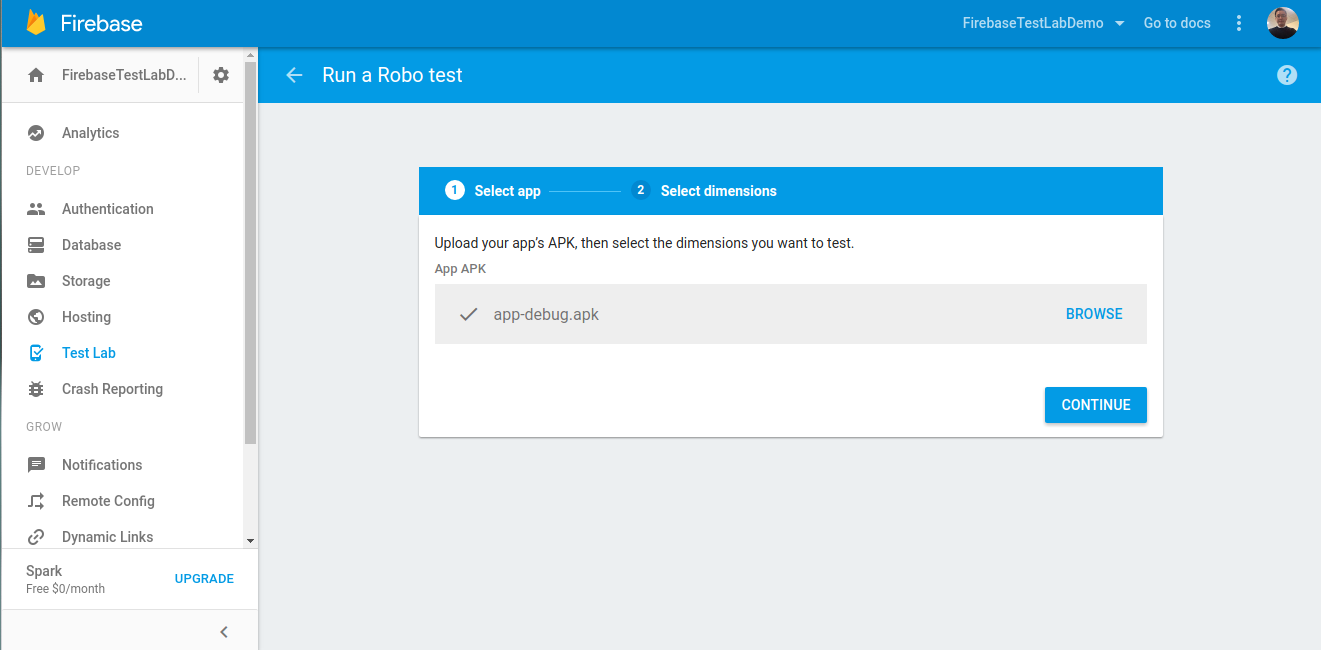 Firebase
FirebaseTestLabDemo
Go to docs
FirebaseTestLabD...
Run a Robo test
?
Analytics
DEVELOP
Authentication
Database
Storage
Hosting
Test Lab
Crash Reporting
GROW
Notifications
Remote Config
Dynamic Links
Spark
Free $0/month
UPGRADE
1 Select app
2 Select dimensions
Upload your app's APK, then select the dimensions you want to test.
App APK
app-debug.apk
BROWSE
CONTINUE